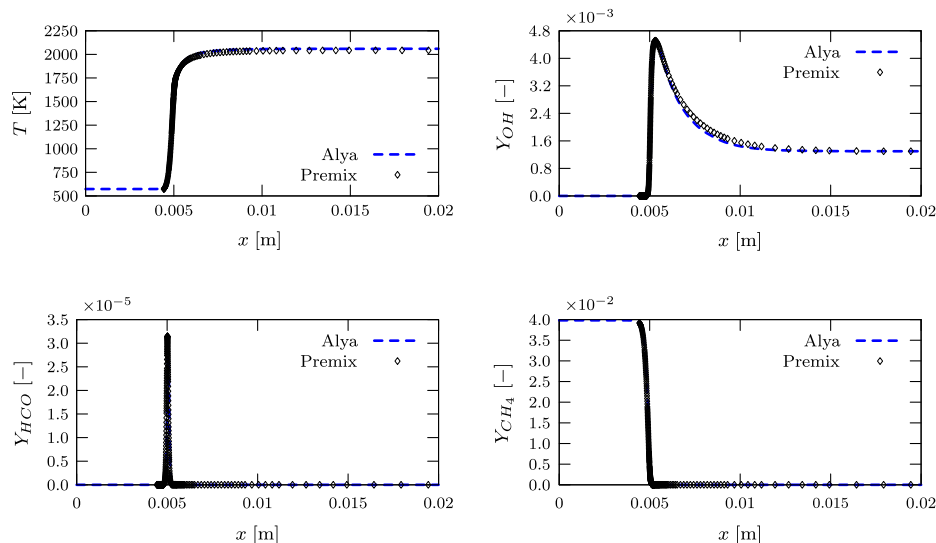 2250
2000
1750
1500
1250
1000
750
500
T [K]
Alya
Premix
0 0.005 0.01 0.015 0.02
x [m]
×10−3
4.8
4.2
3.6
3.0
2.4
1.8
1.2
0.6
0.0
Y_OH [−]
Alya
Premix
0 0.005 0.01 0.015 0.02
x [m]
×10−5
3.5
3.0
2.5
2.0
1.5
1.0
0.5
0.0
Y_HCO [−]
Alya
Premix
0 0.005 0.01 0.015 0.02
x [m]
×10−2
4.0
3.5
3.0
2.5
2.0
1.5
1.0
0.5
0.0
Y_CH4 [−]
Alya
Premix
0 0.005 0.01 0.015 0.02
x [m]